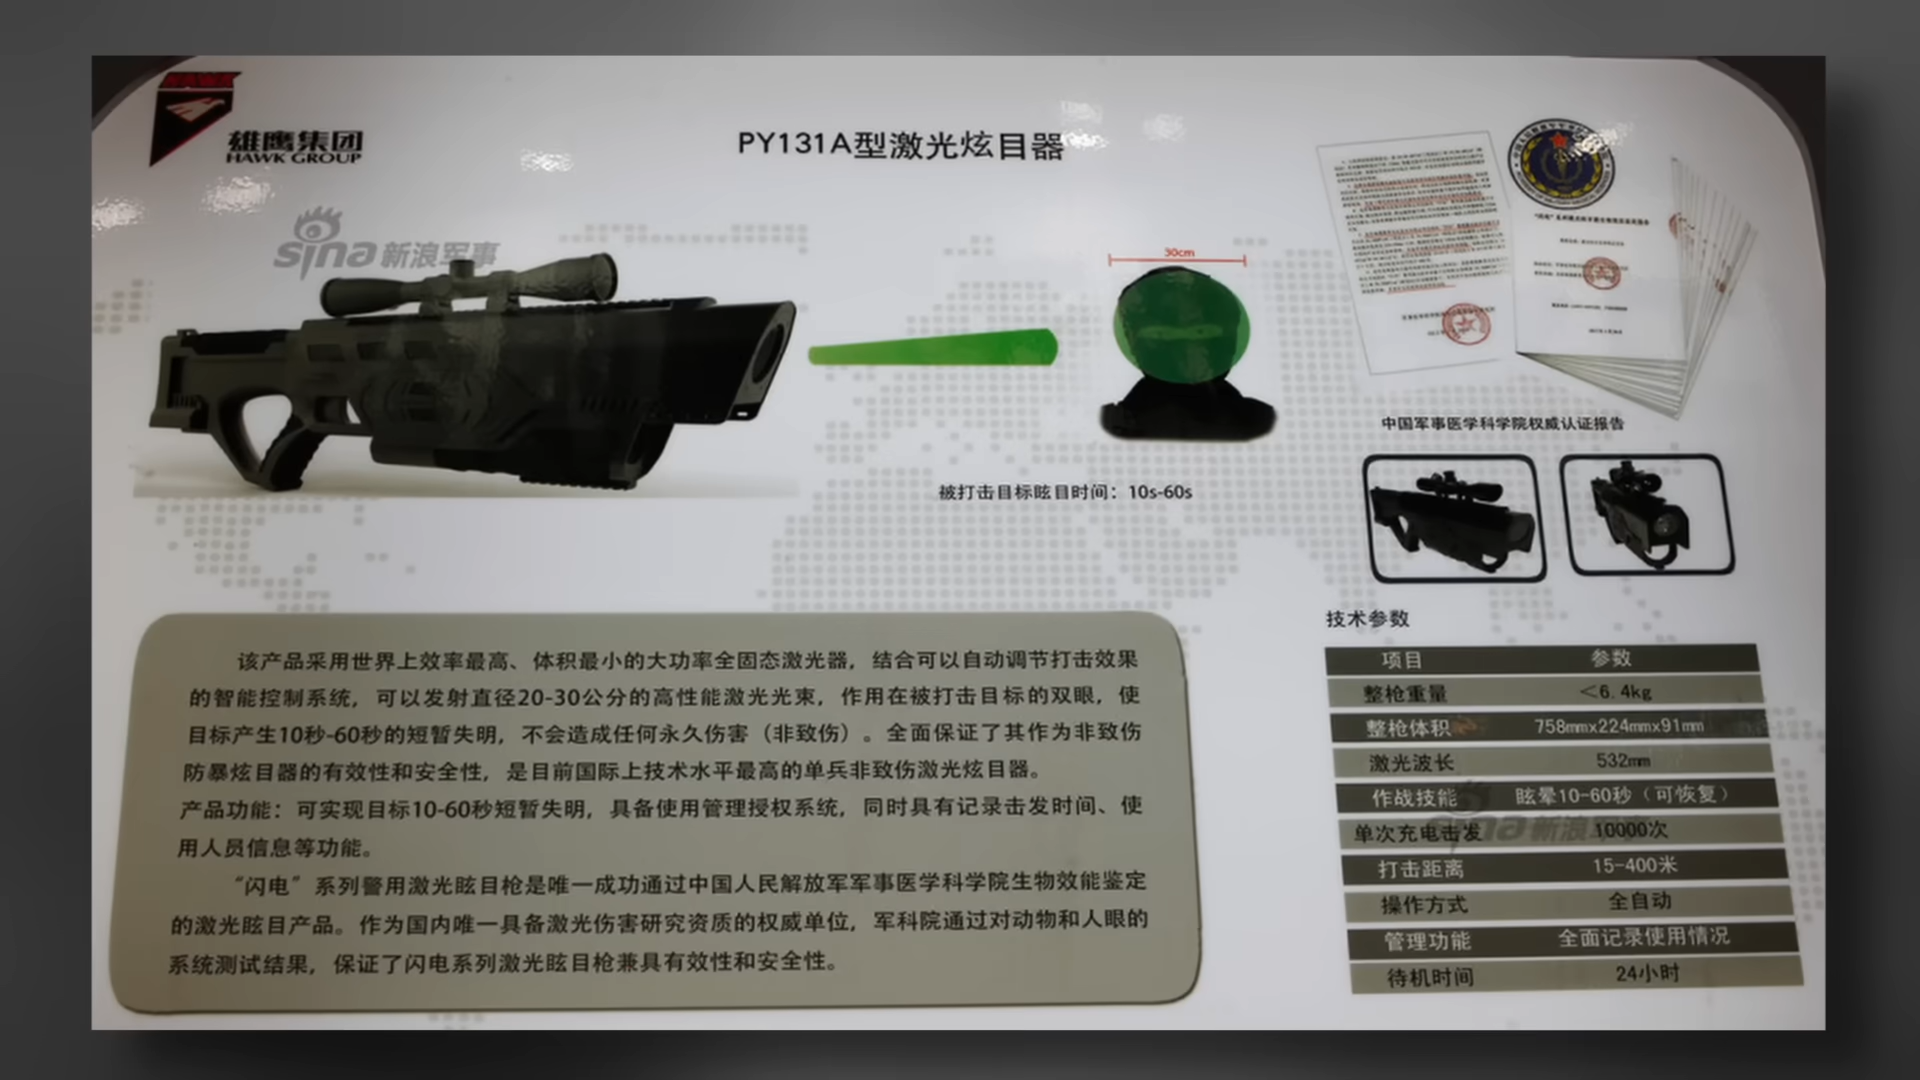 HAWK
雄鹰集团
HAWK GROUP
PY131A型激光炫目器
sina 新浪军事
30cm
被打击目标眩目时间：10s-60s
中国军事医学科学院权威认证报告
该产品采用世界上效率最高、体积最小的大功率全固态激光器，结合可以自动调节打击效果
的智能控制系统，可以发射直径20-30公分的高性能激光光束，作用在被打击目标的双眼，使
目标产生10秒-60秒的短暂失明，不会造成任何永久伤害（非致伤）。全面保证了其作为非致伤
防暴炫目器的有效性和安全性，是目前国际上技术水平最高的单兵非致伤激光炫目器。
产品功能：可实现目标10-60秒短暂失明，具备使用管理授权系统，同时具有记录击发时间、使
用人员信息等功能。
“闪电”系列警用激光眩目枪是唯一成功通过中国人民解放军军事医学科学院生物效能鉴定
的激光眩目产品。作为国内唯一具备激光伤害研究资质的权威单位，军科院通过对动物和人眼的
系统测试结果，保证了闪电系列激光眩目枪兼具有效性和安全性。
技术参数
项目 参数
整枪重量 ＜6.4kg
整枪体积 758mmx224mmx91mm
激光波长 532mm
作战技能 眩晕10-60秒（可恢复）
单次充电击发 10000次
打击距离 15-400米
操作方式 全自动
管理功能 全面记录使用情况
待机时间 24小时
sina 新浪军事